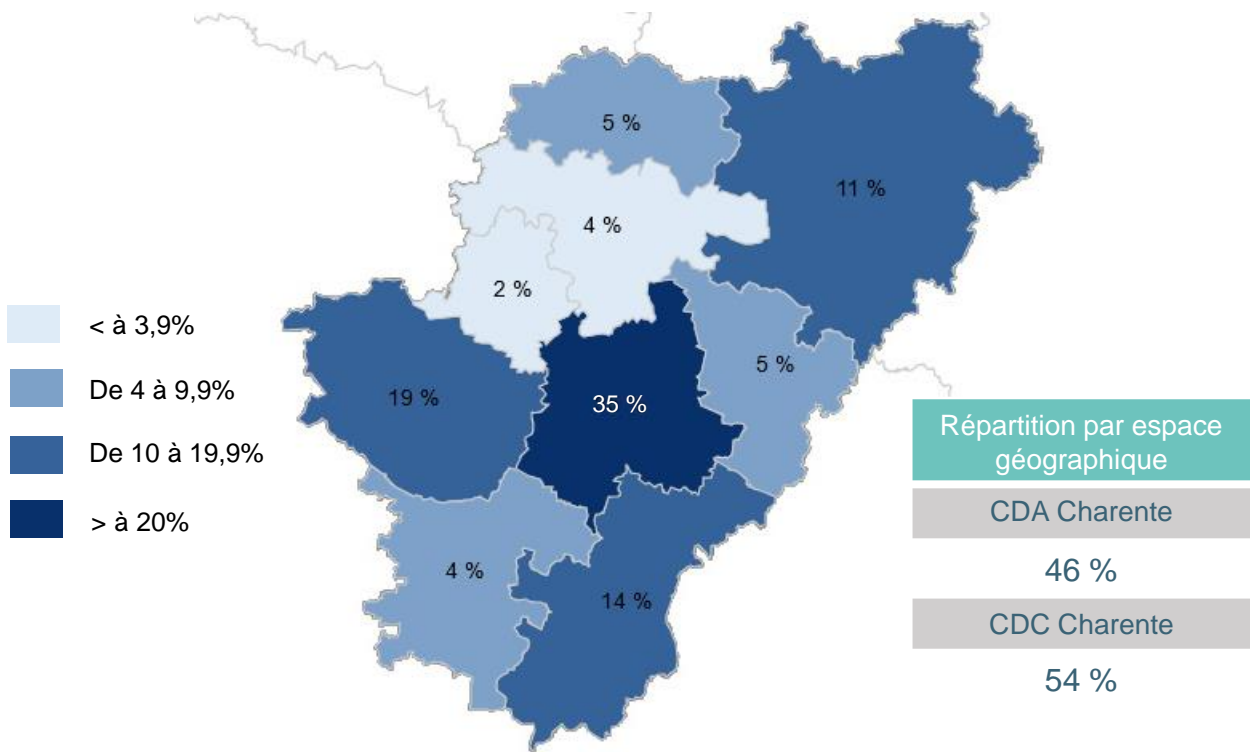 5 %
11 %
4 %
2 %
< à 3,9%
De 4 à 9,9%
De 10 à 19,9%
> à 20%
19 %
35 %
5 %
4 %
14 %
Répartition par espace
géographique
CDA Charente
46 %
CDC Charente
54 %